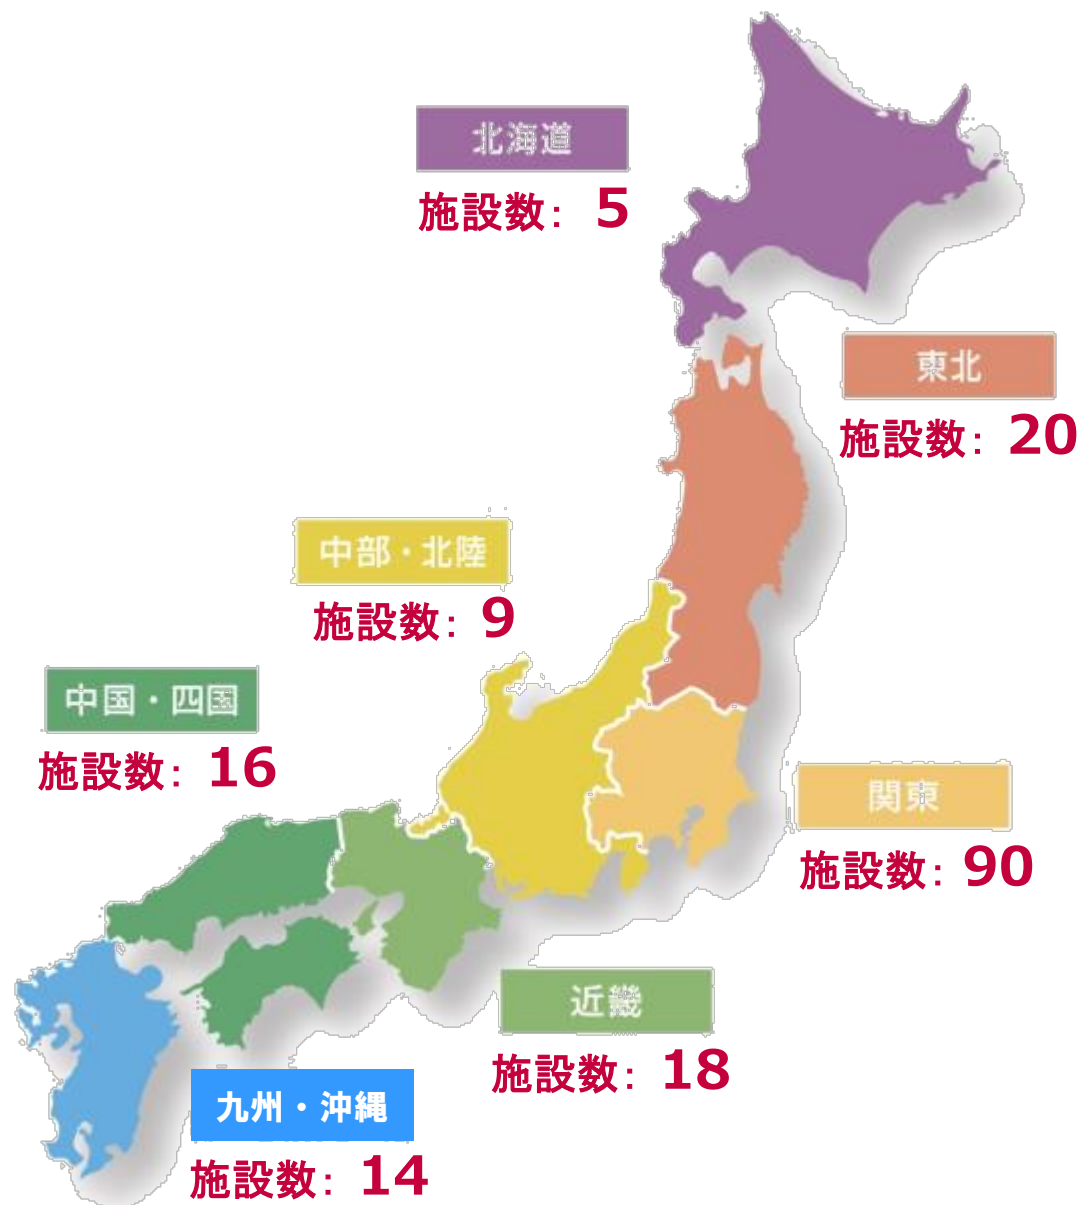 北海道
施設数： 5
東北
施設数： 20
中部・北陸
施設数： 9
中国・四国
施設数： 16
関東
施設数： 90
近畿
施設数： 18
九州・沖縄
施設数： 14